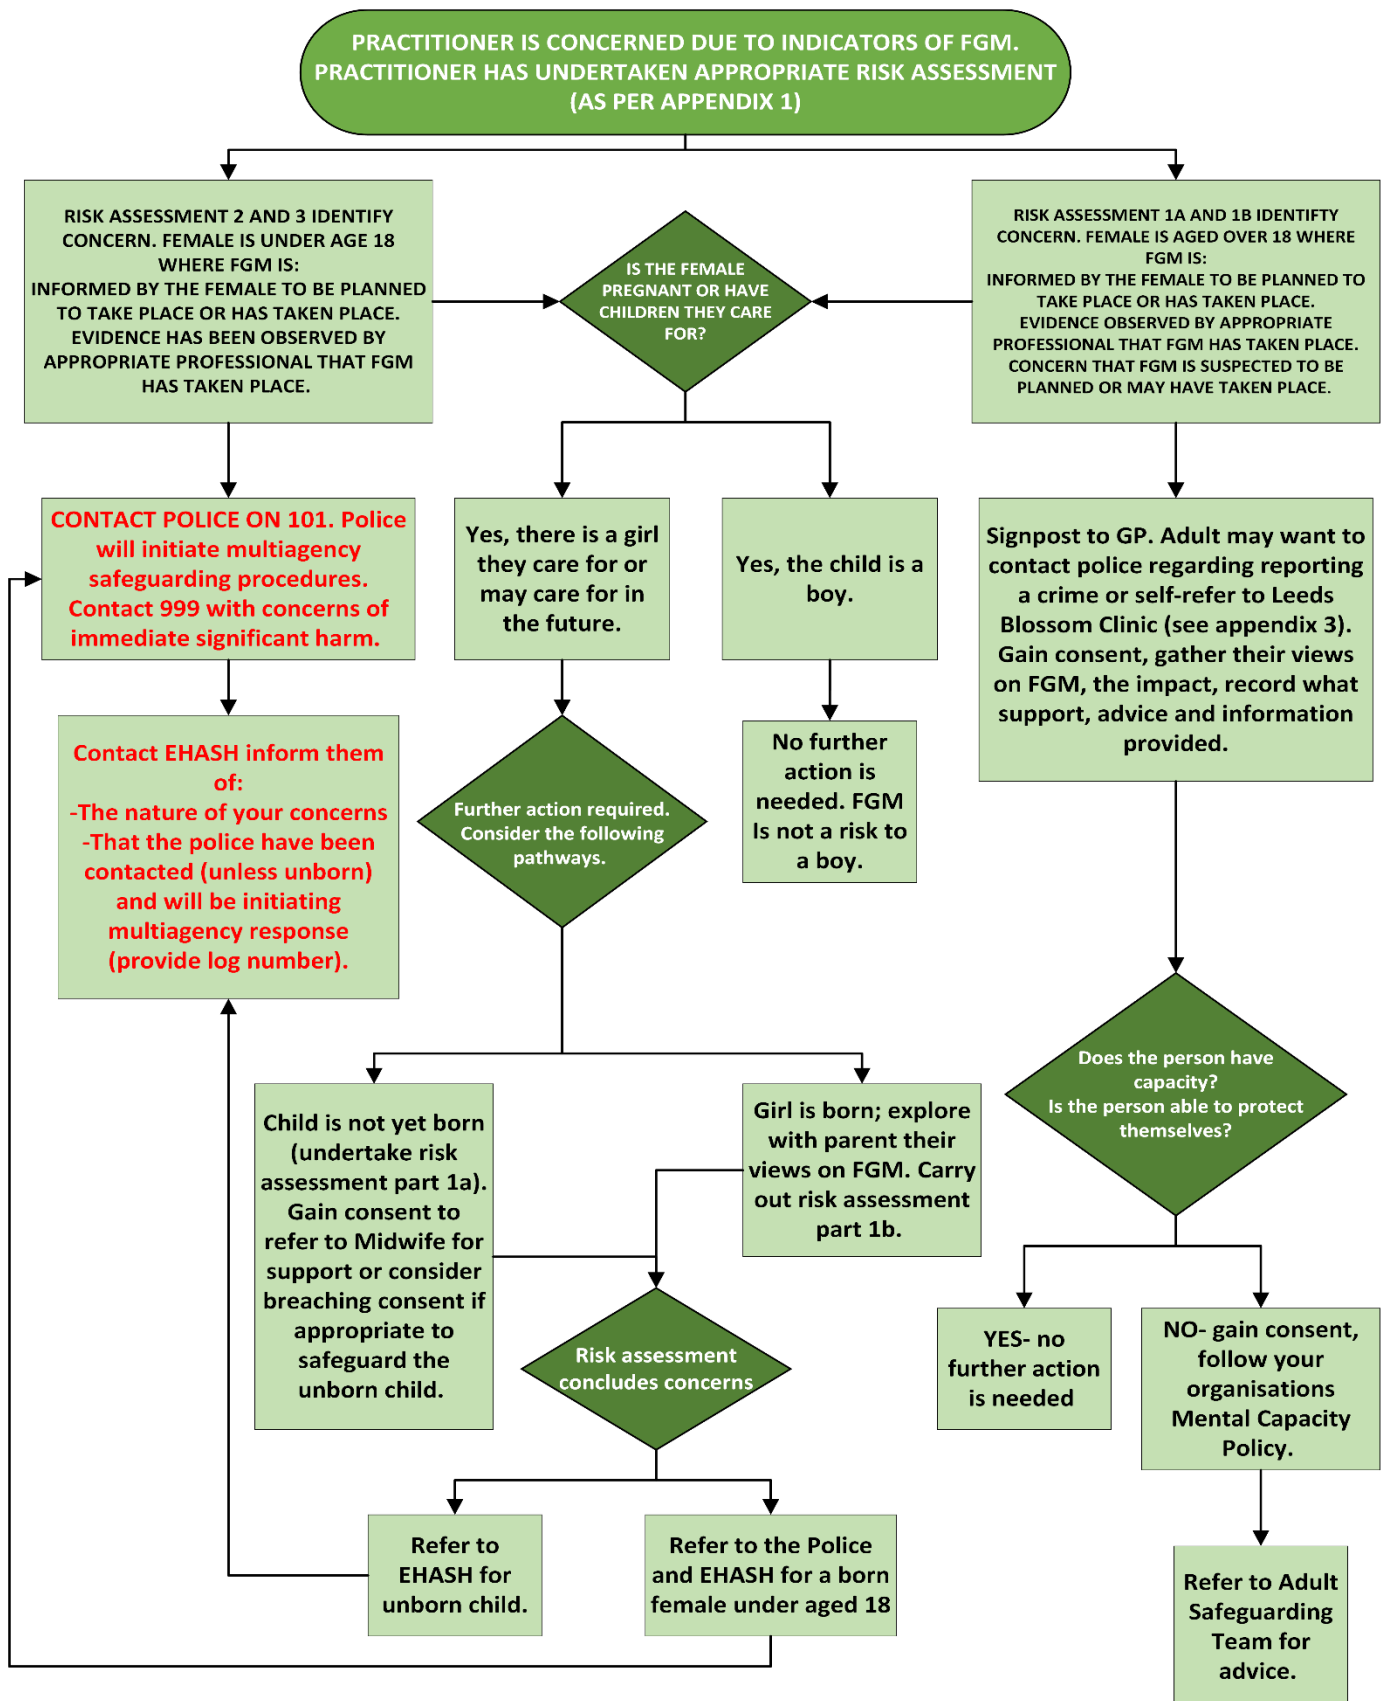 PRACTITIONER IS CONCERNED DUE TO INDICATORS OF FGM.
PRACTITIONER HAS UNDERTAKEN APPROPRIATE RISK ASSESSMENT
(AS PER APPENDIX 1)
RISK ASSESSMENT 2 AND 3 IDENTIFY
CONCERN. FEMALE IS UNDER AGE 18
WHERE FGM IS:
INFORMED BY THE FEMALE TO BE PLANNED
TO TAKE PLACE OR HAS TAKEN PLACE.
EVIDENCE HAS BEEN OBSERVED BY
APPROPRIATE PROFESSIONAL THAT FGM
HAS TAKEN PLACE.
IS THE FEMALE
PREGNANT OR HAVE
CHILDREN THEY CARE
FOR?
RISK ASSESSMENT 1A AND 1B IDENTIFTY
CONCERN. FEMALE IS AGED OVER 18 WHERE
FGM IS:
INFORMED BY THE FEMALE TO BE PLANNED TO
TAKE PLACE OR HAS TAKEN PLACE.
EVIDENCE OBSERVED BY APPROPRIATE
PROFESSIONAL THAT FGM HAS TAKEN PLACE.
CONCERN THAT FGM IS SUSPECTED TO BE
PLANNED OR MAY HAVE TAKEN PLACE.
CONTACT POLICE ON 101. Police
will initiate multiagency
safeguarding procedures.
Contact 999 with concerns of
immediate significant harm.
Yes, there is a girl
they care for or
may care for in
the future.
Yes, the child is a
boy.
Signpost to GP. Adult may want to
contact police regarding reporting
a crime or self-refer to Leeds
Blossom Clinic (see appendix 3).
Gain consent, gather their views
on FGM, the impact, record what
support, advice and information
provided.
Contact EHASH inform them
of:
-The nature of your concerns
-That the police have been
contacted (unless unborn)
and will be initiating
multiagency response
(provide log number).
Further action required.
Consider the following
pathways.
No further
action is
needed. FGM
Is not a risk to
a boy.
Does the person have
capacity?
Is the person able to protect
themselves?
Child is not yet born
(undertake risk
assessment part 1a).
Gain consent to
refer to Midwife for
support or consider
breaching consent if
appropriate to
safeguard the
unborn child.
Girl is born; explore
with parent their
views on FGM. Carry
out risk assessment
part 1b.
Risk assessment
concludes concerns
YES- no
further action
is needed
NO- gain consent,
follow your
organisations
Mental Capacity
Policy.
Refer to
EHASH for
unborn child.
Refer to the Police
and EHASH for a born
female under aged 18
Refer to Adult
Safeguarding
Team for
advice.